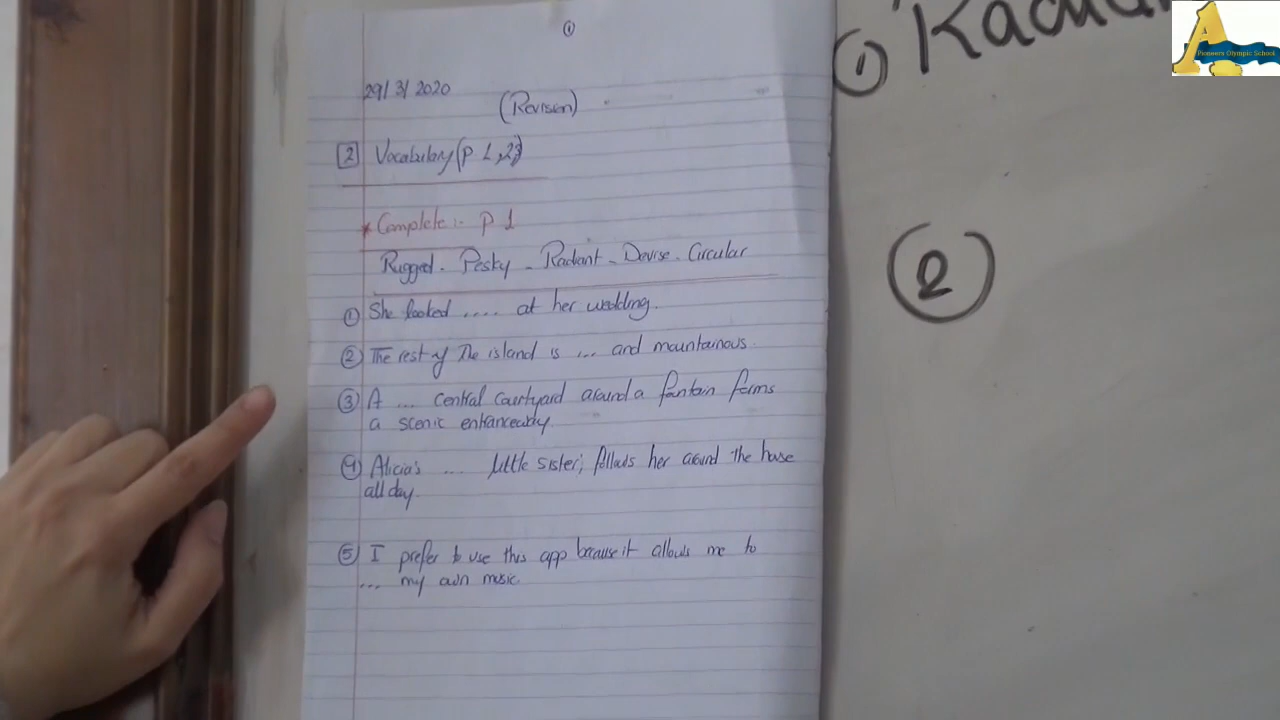 ①
29/3/2020
(Revision)
2 Vocabulary (P 1,2)
* Complete:- P 1
Rugged - Pesky - Radiant - Devise - Circular
① She looked .... at her wedding.
② The rest of The island is ... and mountainous.
③ A ... central courtyard around a fountain forms
a scenic entranceway.
④ Alicia's .... little sister, follows her around the house
all day.
⑤ I prefer to use this app because it allows me to
... my own music.
①
②
A
Pioneers Olympic School